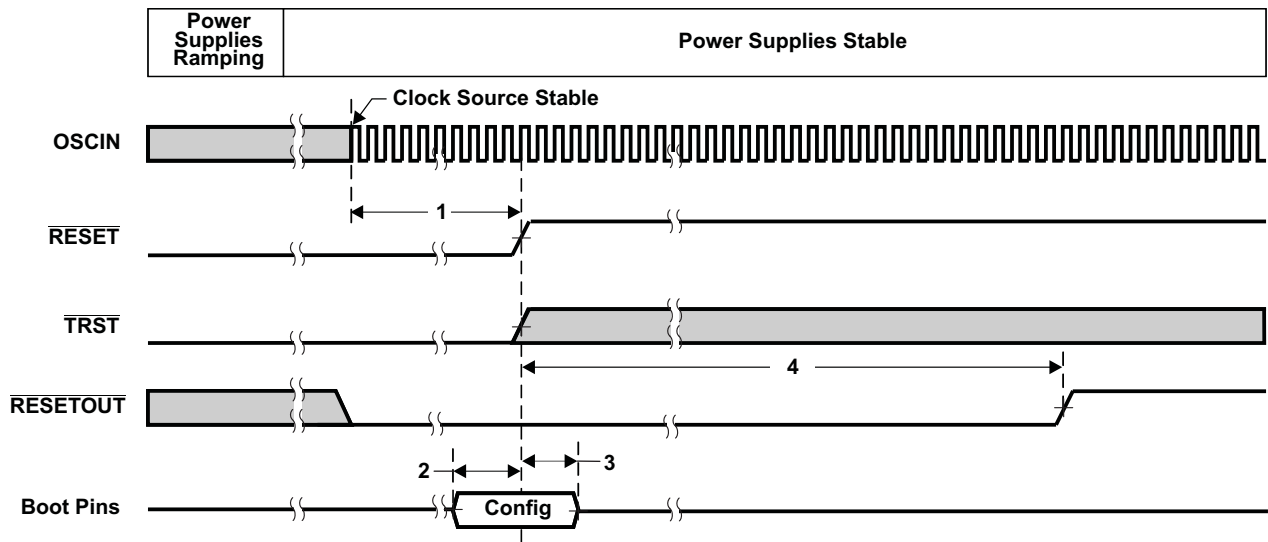 Power
Supplies
Ramping
Power Supplies Stable
Clock Source Stable
OSCIN
1
RESET
TRST
4
RESETOUT
2
3
Boot Pins
Config